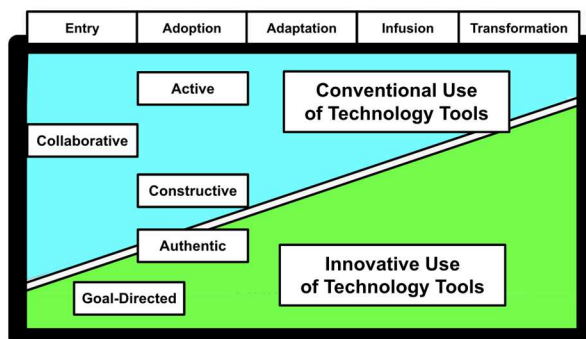 Entry Adoption Adaptation Infusion Transformation
Active
Conventional Use
of Technology Tools
Collaborative
Constructive
Authentic
Innovative Use
of Technology Tools
Goal-Directed